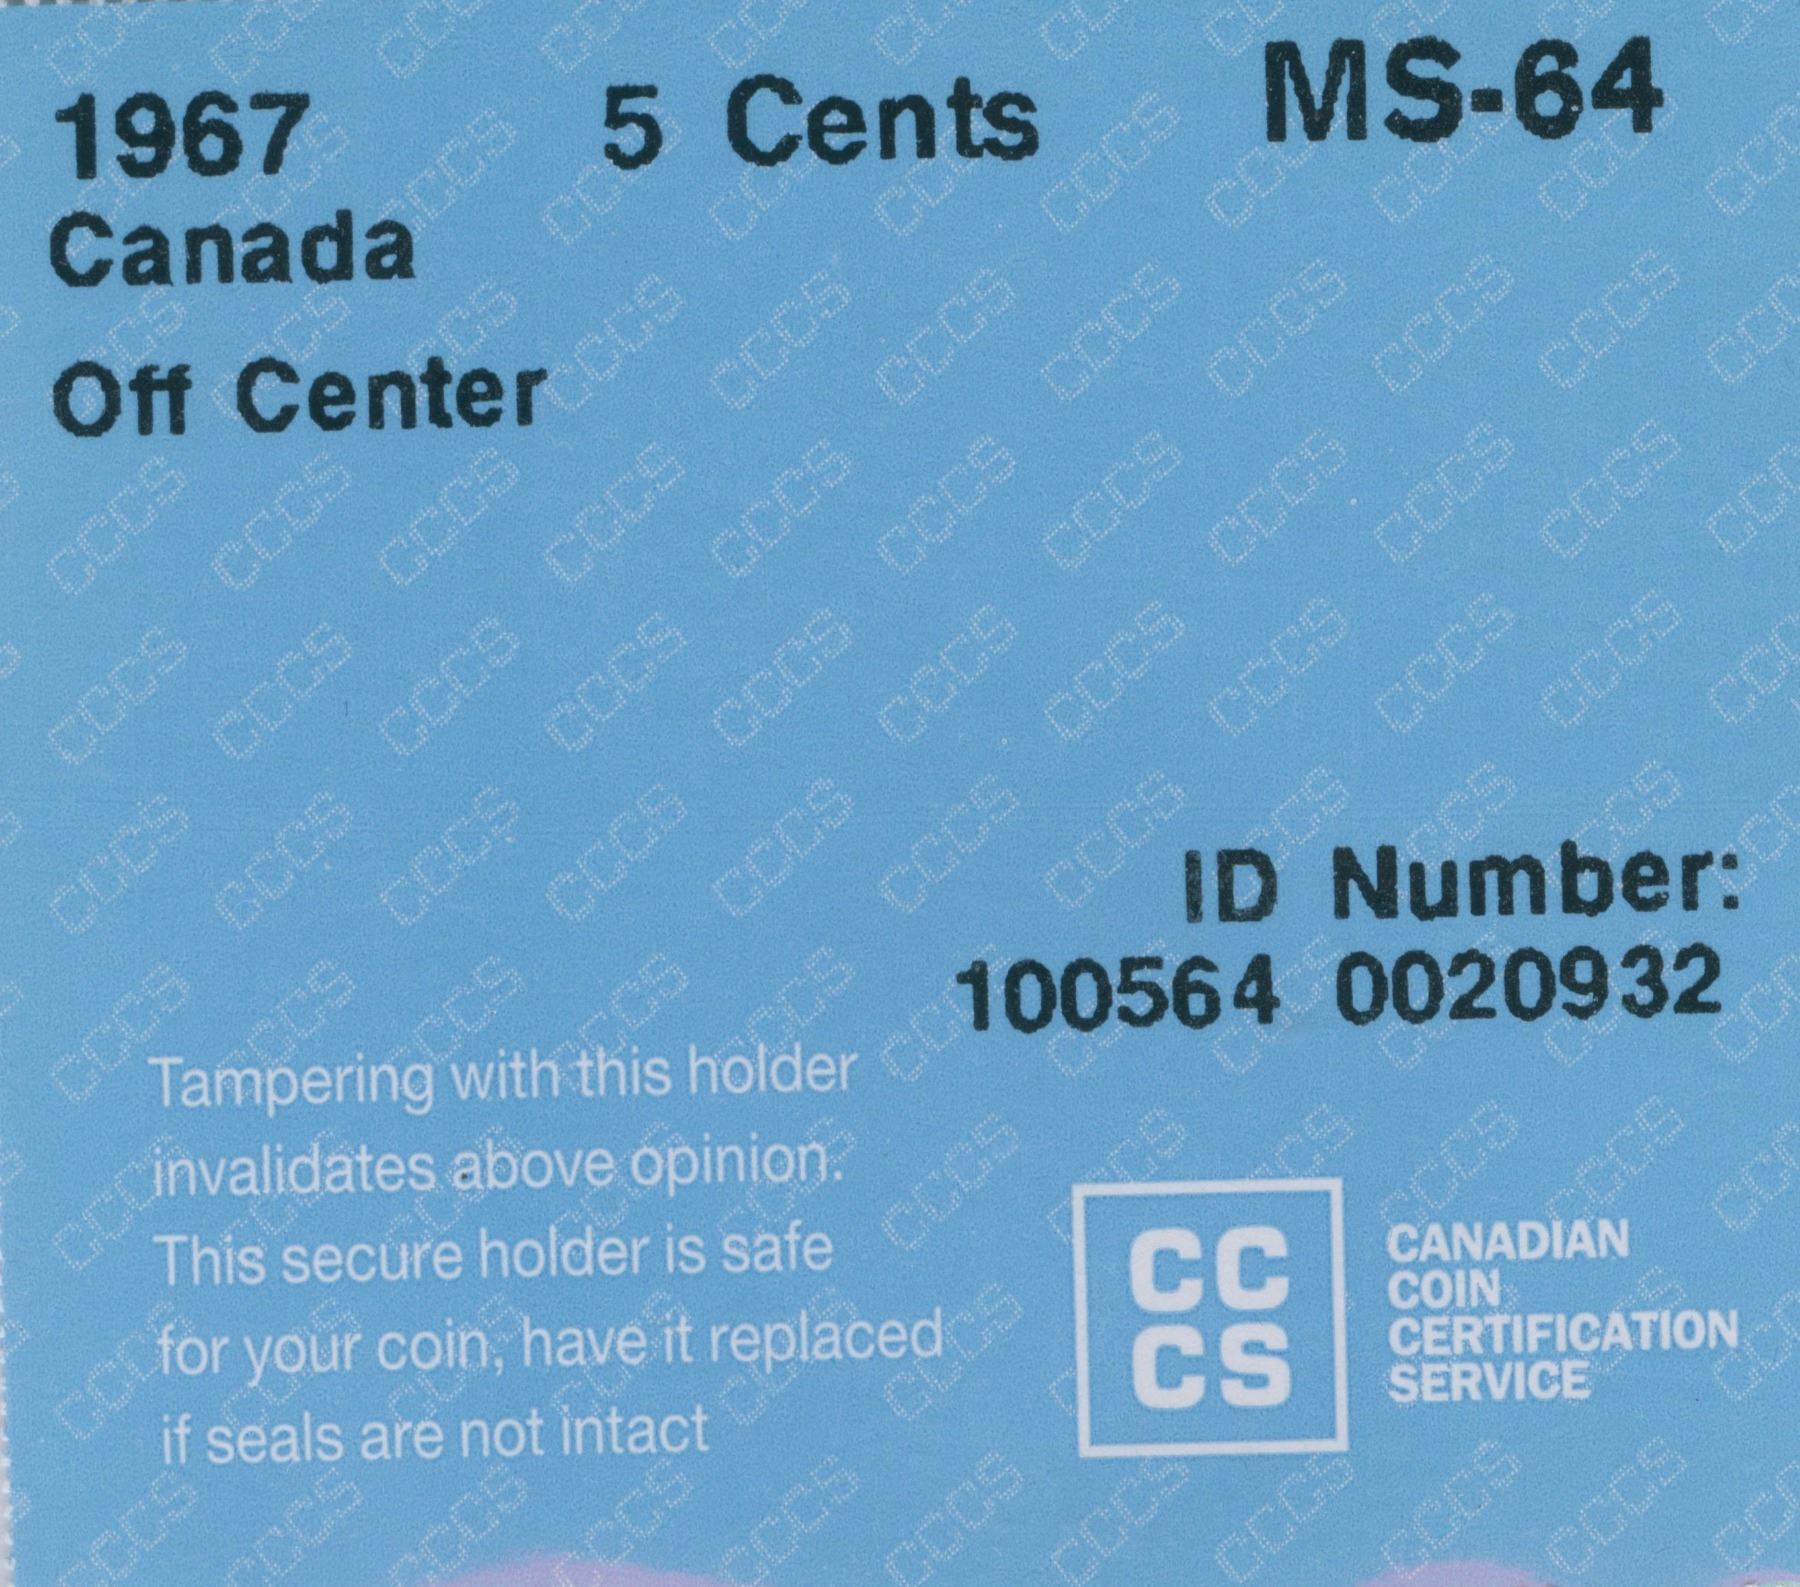 1967 5 Cents MS-64
Canada
Off Center
ID Number:
100564 0020932
Tampering with this holder
invalidates above opinion.
This secure holder is safe
for your coin, have it replaced
if seals are not intact
CC
CS
CANADIAN
COIN
CERTIFICATION
SERVICE